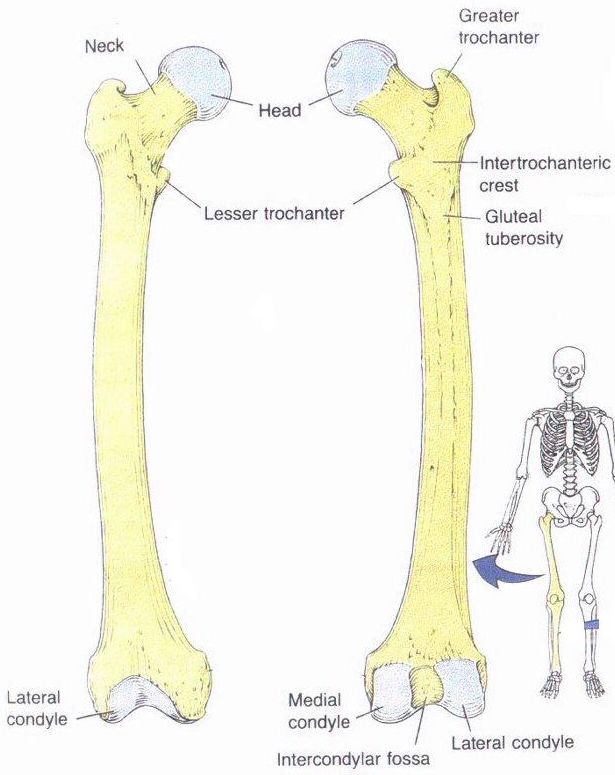 Greater
trochanter
Neck
Head
Intertrochanteric
crest
Lesser trochanter
Gluteal
tuberosity
Lateral
condyle
Medial
condyle
Lateral condyle
Intercondylar fossa